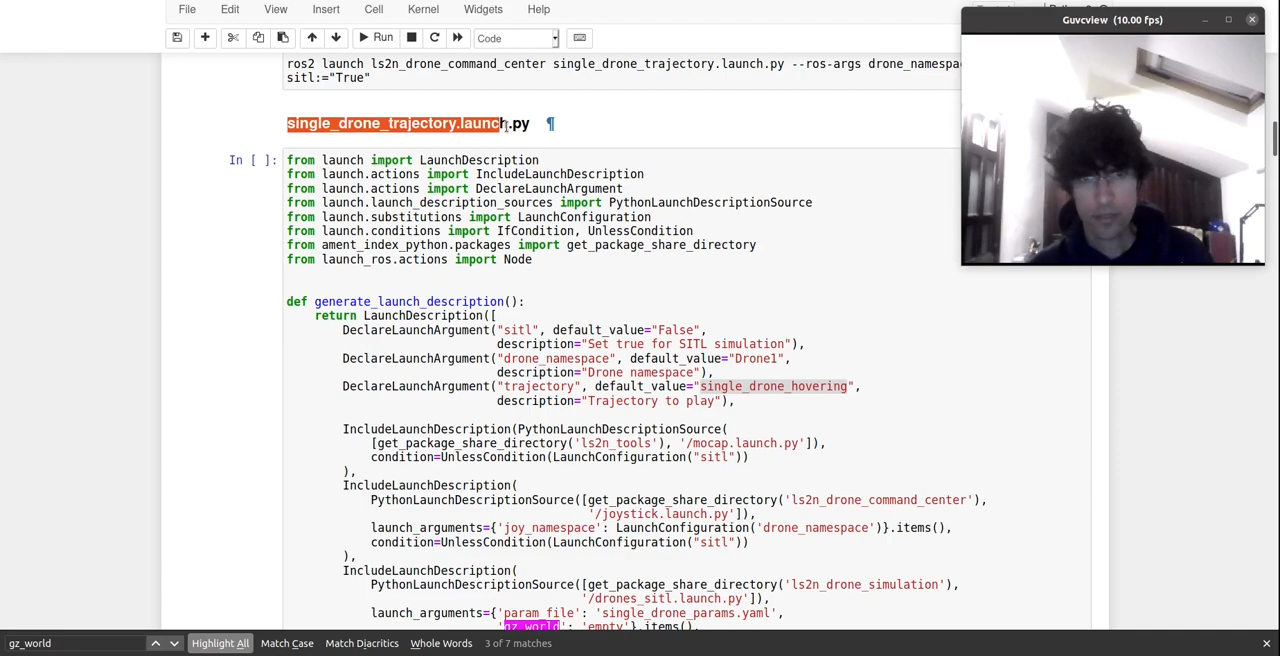 File Edit View Insert Cell Kernel Widgets Help
Guvcview (10.00 fps)
Run
Code
ros2 launch ls2n_drone_command_center single_drone_trajectory.launch.py --ros-args drone_namespac
sitl:="True"
single_drone_trajectory.launch.py ¶
In [ ]:
from launch import LaunchDescription
from launch.actions import IncludeLaunchDescription
from launch.actions import DeclareLaunchArgument
from launch.launch_description_sources import PythonLaunchDescriptionSource
from launch.substitutions import LaunchConfiguration
from launch.conditions import IfCondition, UnlessCondition
from ament_index_python.packages import get_package_share_directory
from launch_ros.actions import Node
def generate_launch_description():
return LaunchDescription([
DeclareLaunchArgument("sitl", default_value="False",
description="Set true for SITL simulation"),
DeclareLaunchArgument("drone_namespace", default_value="Drone1",
description="Drone namespace"),
DeclareLaunchArgument("trajectory", default_value="single_drone_hovering",
description="Trajectory to play"),
IncludeLaunchDescription(PythonLaunchDescriptionSource(
[get_package_share_directory('ls2n_tools'), '/mocap.launch.py']),
condition=UnlessCondition(LaunchConfiguration("sitl"))
),
IncludeLaunchDescription(
PythonLaunchDescriptionSource([get_package_share_directory('ls2n_drone_command_center'),
'/joystick.launch.py']),
launch_arguments={'joy_namespace': LaunchConfiguration('drone_namespace')}.items(),
condition=UnlessCondition(LaunchConfiguration("sitl"))
),
IncludeLaunchDescription(
PythonLaunchDescriptionSource([get_package_share_directory('ls2n_drone_simulation'),
'/drones_sitl.launch.py']),
launch_arguments={'param_file': 'single_drone_params.yaml',
'gz_world': 'empty'}.items(),
gz_world Highlight All Match Case Match Diacritics Whole Words 3 of 7 matches